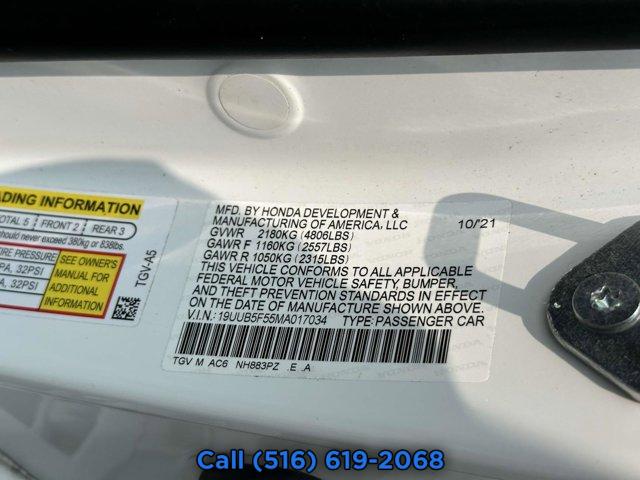 ADING INFORMATION
TOTAL 5 FRONT 2 REAR 3
should never exceed 380kg or 838lbs.
RE PRESSURE
PA, 32PSI
PA, 32PSI
SEE OWNER'S
MANUAL FOR
ADDITIONAL
INFORMATION
TGV-A5
MFD. BY HONDA DEVELOPMENT &
MANUFACTURING OF AMERICA, LLC 10/'21
GVWR 2180KG (4806LBS)
GAWR F 1160KG (2557LBS)
GAWR R 1050KG (2315LBS)
THIS VEHICLE CONFORMS TO ALL APPLICABLE
FEDERAL MOTOR VEHICLE SAFETY, BUMPER,
AND THEFT PREVENTION STANDARDS IN EFFECT
ON THE DATE OF MANUFACTURE SHOWN ABOVE.
V.I.N.: 19UUB5F55MA017034 TYPE: PASSENGER CAR
TGV M AC6 NH883PZ .E .A
Call (516) 619-2068